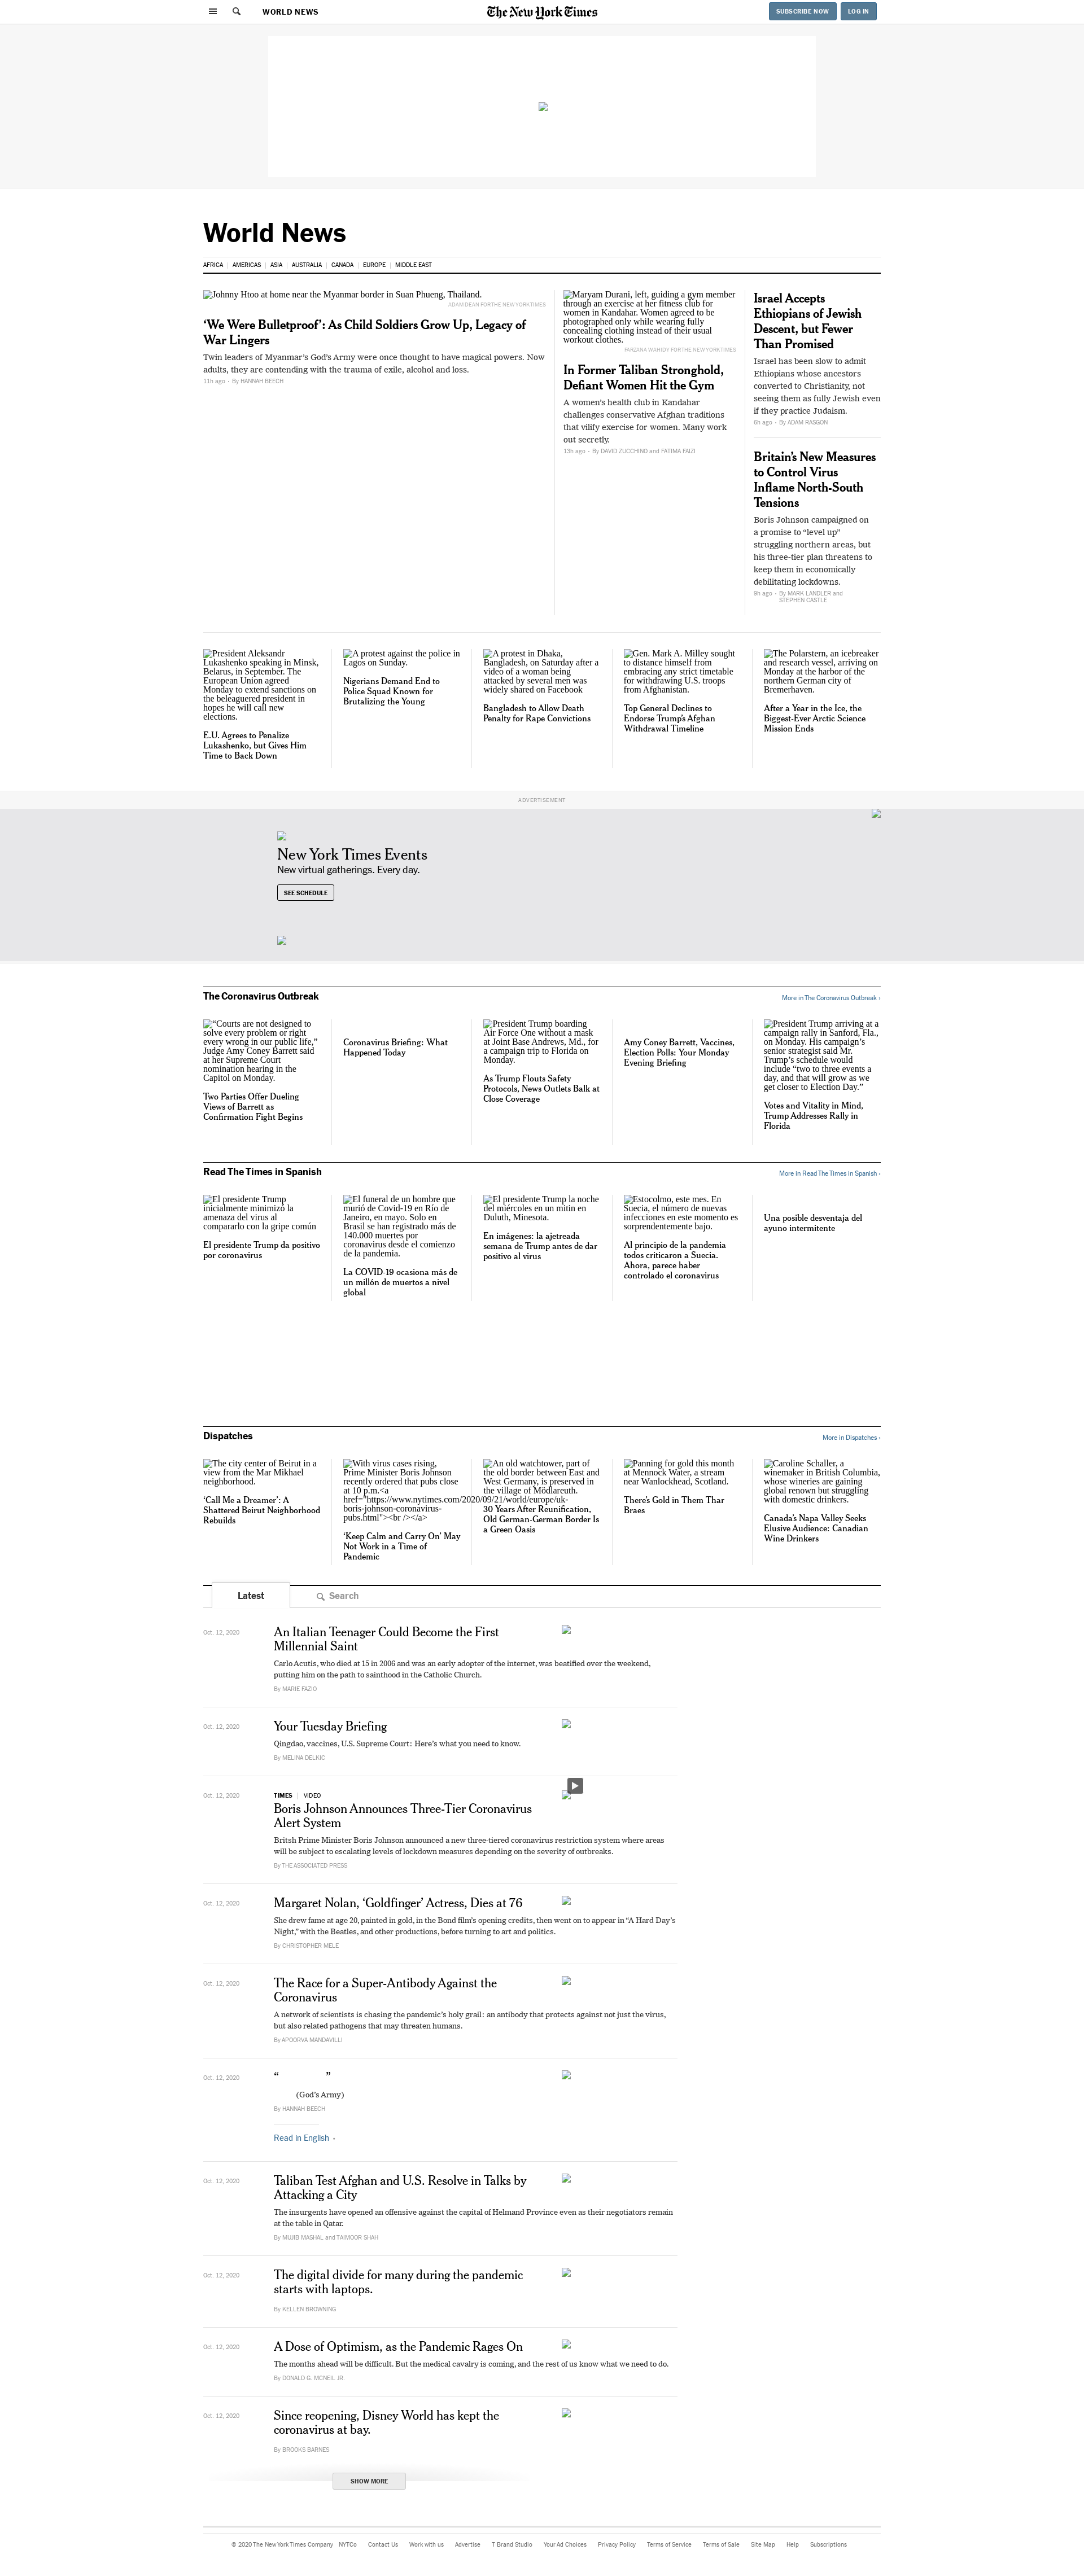 WORLD NEWS
The New York Times
SUBSCRIBE NOW
LOG IN
World News
AFRICA
AMERICAS
ASIA
AUSTRALIA
CANADA
EUROPE
MIDDLE EAST
Johnny Htoo at home near the Myanmar border in Suan Phueng, Thailand.
ADAM DEAN FOR THE NEW YORK TIMES
‘We Were Bulletproof’: As Child Soldiers Grow Up, Legacy of
War Lingers
Twin leaders of Myanmar’s God’s Army were once thought to have magical powers. Now
adults, they are contending with the trauma of exile, alcohol and loss.
11h ago
By HANNAH BEECH
Maryam Durani, left, guiding a gym member
through an exercise at her fitness club for
women in Kandahar. Women agreed to be
photographed only while wearing fully
concealing clothing instead of their usual
workout clothes.
FARZANA WAHIDY FOR THE NEW YORK TIMES
In Former Taliban Stronghold,
Defiant Women Hit the Gym
A women’s health club in Kandahar
challenges conservative Afghan traditions
that vilify exercise for women. Many work
out secretly.
13h ago
By DAVID ZUCCHINO and FATIMA FAIZI
Israel Accepts
Ethiopians of Jewish
Descent, but Fewer
Than Promised
Israel has been slow to admit
Ethiopians whose ancestors
converted to Christianity, not
seeing them as fully Jewish even
if they practice Judaism.
6h ago
By ADAM RASGON
Britain’s New Measures
to Control Virus
Inflame North-South
Tensions
Boris Johnson campaigned on
a promise to “level up”
struggling northern areas, but
his three-tier plan threatens to
keep them in economically
debilitating lockdowns.
9h ago
By MARK LANDLER and
STEPHEN CASTLE
President Aleksandr
Lukashenko speaking in Minsk,
Belarus, in September. The
European Union agreed
Monday to extend sanctions on
the beleaguered president in
hopes he will call new
elections.
E.U. Agrees to Penalize
Lukashenko, but Gives Him
Time to Back Down
A protest against the police in
Lagos on Sunday.
Nigerians Demand End to
Police Squad Known for
Brutalizing the Young
A protest in Dhaka,
Bangladesh, on Saturday after a
video of a woman being
attacked by several men was
widely shared on Facebook
Bangladesh to Allow Death
Penalty for Rape Convictions
Gen. Mark A. Milley sought
to distance himself from
embracing any strict timetable
for withdrawing U.S. troops
from Afghanistan.
Top General Declines to
Endorse Trump’s Afghan
Withdrawal Timeline
The Polarstern, an icebreaker
and research vessel, arriving on
Monday at the harbor of the
northern German city of
Bremerhaven.
After a Year in the Ice, the
Biggest-Ever Arctic Science
Mission Ends
ADVERTISEMENT
New York Times Events
New virtual gatherings. Every day.
SEE SCHEDULE
The Coronavirus Outbreak
More in The Coronavirus Outbreak ›
“Courts are not designed to
solve every problem or right
every wrong in our public life,”
Judge Amy Coney Barrett said
at her Supreme Court
nomination hearing in the
Capitol on Monday.
Two Parties Offer Dueling
Views of Barrett as
Confirmation Fight Begins
Coronavirus Briefing: What
Happened Today
President Trump boarding
Air Force One without a mask
at Joint Base Andrews, Md., for
a campaign trip to Florida on
Monday.
As Trump Flouts Safety
Protocols, News Outlets Balk at
Close Coverage
Amy Coney Barrett, Vaccines,
Election Polls: Your Monday
Evening Briefing
President Trump arriving at a
campaign rally in Sanford, Fla.,
on Monday. His campaign’s
senior strategist said Mr.
Trump’s schedule would
include “two to three events a
day, and that will grow as we
get closer to Election Day.”
Votes and Vitality in Mind,
Trump Addresses Rally in
Florida
Read The Times in Spanish
More in Read The Times in Spanish ›
El presidente Trump
inicialmente minimizó la
amenaza del virus al
compararlo con la gripe común
El presidente Trump da positivo
por coronavirus
El funeral de un hombre que
murió de Covid-19 en Río de
Janeiro, en mayo. Solo en
Brasil se han registrado más de
140.000 muertes por
coronavirus desde el comienzo
de la pandemia.
La COVID-19 ocasiona más de
un millón de muertos a nivel
global
El presidente Trump la noche
del miércoles en un mitin en
Duluth, Minesota.
En imágenes: la ajetreada
semana de Trump antes de dar
positivo al virus
Estocolmo, este mes. En
Suecia, el número de nuevas
infecciones en este momento es
sorprendentemente bajo.
Al principio de la pandemia
todos criticaron a Suecia.
Ahora, parece haber
controlado el coronavirus
Una posible desventaja del
ayuno intermitente
Dispatches
More in Dispatches ›
The city center of Beirut in a
view from the Mar Mikhael
neighborhood.
‘Call Me a Dreamer’: A
Shattered Beirut Neighborhood
Rebuilds
With virus cases rising,
Prime Minister Boris Johnson
recently ordered that pubs close
at 10 p.m.<a
href="https://www.nytimes.com/2020/09/21/world/europe/uk-
boris-johnson-coronavirus-
pubs.html"><br /></a>
‘Keep Calm and Carry On’ May
Not Work in a Time of
Pandemic
An old watchtower, part of
the old border between East and
West Germany, is preserved in
the village of Mödlareuth.
30 Years After Reunification,
Old German-German Border Is
a Green Oasis
Panning for gold this month
at Mennock Water, a stream
near Wanlockhead, Scotland.
There’s Gold in Them Thar
Braes
Caroline Schaller, a
winemaker in British Columbia,
whose wineries are gaining
global renown but struggling
with domestic drinkers.
Canada’s Napa Valley Seeks
Elusive Audience: Canadian
Wine Drinkers
Latest
Search
Oct. 12, 2020
An Italian Teenager Could Become the First
Millennial Saint
Carlo Acutis, who died at 15 in 2006 and was an early adopter of the internet, was beatified over the weekend,
putting him on the path to sainthood in the Catholic Church.
By MARIE FAZIO
Oct. 12, 2020
Your Tuesday Briefing
Qingdao, vaccines, U.S. Supreme Court: Here’s what you need to know.
By MELINA DELKIC
Oct. 12, 2020
TIMES | VIDEO
Boris Johnson Announces Three-Tier Coronavirus
Alert System
Britsh Prime Minister Boris Johnson announced a new three-tiered coronavirus restriction system where areas
will be subject to escalating levels of lockdown measures depending on the severity of outbreaks.
By THE ASSOCIATED PRESS
Oct. 12, 2020
Margaret Nolan, ‘Goldfinger’ Actress, Dies at 76
She drew fame at age 20, painted in gold, in the Bond film’s opening credits, then went on to appear in “A Hard Day’s
Night,” with the Beatles, and other productions, before turning to art and politics.
By CHRISTOPHER MELE
Oct. 12, 2020
The Race for a Super-Antibody Against the
Coronavirus
A network of scientists is chasing the pandemic’s holy grail: an antibody that protects against not just the virus,
but also related pathogens that may threaten humans.
By APOORVA MANDAVILLI
Oct. 12, 2020
“ ”
(God’s Army)
By HANNAH BEECH
Read in English ›
Oct. 12, 2020
Taliban Test Afghan and U.S. Resolve in Talks by
Attacking a City
The insurgents have opened an offensive against the capital of Helmand Province even as their negotiators remain
at the table in Qatar.
By MUJIB MASHAL and TAIMOOR SHAH
Oct. 12, 2020
The digital divide for many during the pandemic
starts with laptops.
By KELLEN BROWNING
Oct. 12, 2020
A Dose of Optimism, as the Pandemic Rages On
The months ahead will be difficult. But the medical cavalry is coming, and the rest of us know what we need to do.
By DONALD G. MCNEIL JR.
Oct. 12, 2020
Since reopening, Disney World has kept the
coronavirus at bay.
By BROOKS BARNES
SHOW MORE
© 2020 The New York Times Company
NYTCo
Contact Us
Work with us
Advertise
T Brand Studio
Your Ad Choices
Privacy Policy
Terms of Service
Terms of Sale
Site Map
Help
Subscriptions